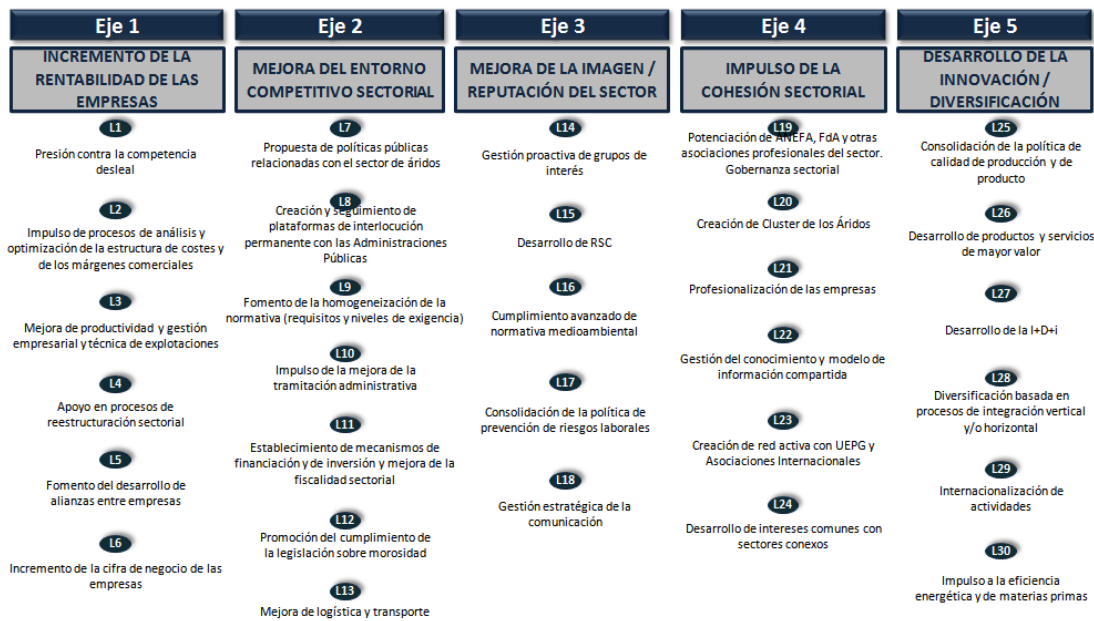 Eje 1
INCREMENTO DE LA
RENTABILIDAD DE LAS
EMPRESAS
L1
Presión contra la competencia
desleal
L2
Impulso de procesos de análisis y
optimización de la estructura de costes y
de los márgenes comerciales
L3
Mejora de productividad y gestión
empresarial y técnica de explotaciones
L4
Apoyo en procesos de
reestructuración sectorial
L5
Fomento del desarrollo de
alianzas entre empresas
L6
Incremento de la cifra de negocio de las
empresas
Eje 2
MEJORA DEL ENTORNO
COMPETITIVO SECTORIAL
L7
Propuesta de políticas públicas
relacionadas con el sector de áridos
L8
Creación y seguimiento de
plataformas de interlocución
permanente con las Administraciones
Públicas
L9
Fomento de la homogeneización de la
normativa (requisitos y niveles de exigencia)
L10
Impulso de la mejora de la
tramitación administrativa
L11
Establecimiento de mecanismos de
financiación y de inversión y mejora de la
fiscalidad sectorial
L12
Promoción del cumplimiento de
la legislación sobre morosidad
L13
Mejora de logística y transporte
Eje 3
MEJORA DE LA IMAGEN /
REPUTACIÓN DEL SECTOR
L14
Gestión proactiva de grupos de
interés
L15
Desarrollo de RSC
L16
Cumplimiento avanzado de
normativa medioambiental
L17
Consolidación de la política de
prevención de riesgos laborales
L18
Gestión estratégica de la
comunicación
Eje 4
IMPULSO DE LA
COHESIÓN SECTORIAL
L19
Potenciación de ANEFA, FdA y otras
asociaciones profesionales del sector.
Gobernanza sectorial
L20
Creación de Cluster de los Áridos
L21
Profesionalización de las empresas
L22
Gestión del conocimiento y modelo de
información compartida
L23
Creación de red activa con UEPG y
Asociaciones Internacionales
L24
Desarrollo de intereses comunes con
sectores conexos
Eje 5
DESARROLLO DE LA
INNOVACIÓN /
DIVERSIFICACIÓN
L25
Consolidación de la política de
calidad de producción y de
producto
L26
Desarrollo de productos y servicios
de mayor valor
L27
Desarrollo de la I+D+i
L28
Diversificación basada en
procesos de integración vertical
y/o horizontal
L29
Internacionalización de
actividades
L30
Impulso a la eficiencia
energética y de materias primas